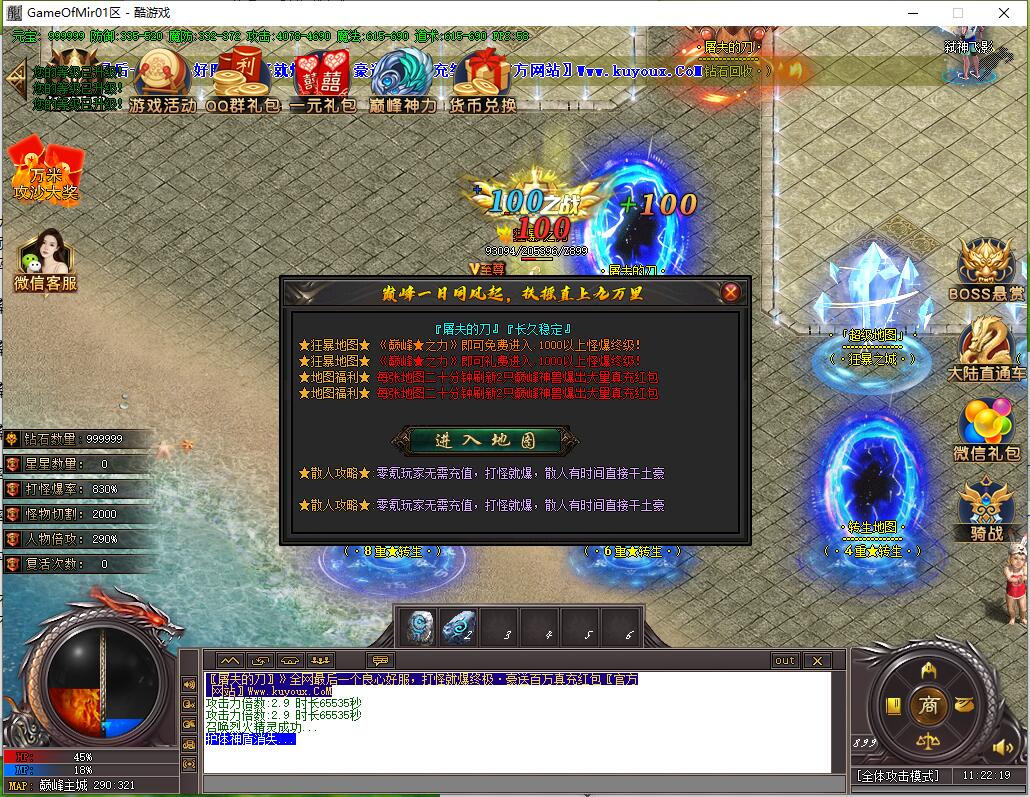 GameOfMir01区 - 酷游戏
元宝: 999999 防御:335-520 魔防:332-372 攻击:4078-4690 魔法:615-690 道术:615-690 FPS:58
屠夫的刀
钻石回收
方网站〗Www.kuyoux.CoM
游戏活动 QQ群礼包 一元礼包 巅峰神力 货币兑换
万米
攻沙大奖
微信客服
100之战
+100
100
93094/205396/Z899
V至尊
屠夫的刀
BOSS悬赏
『超级地图』
(·狂暴之城·)
大陆直通车
微信礼包
骑战
转生地图
(·4重★转生·)
巅峰一日同风起，扶摇直上九万里
『屠夫的刀』『长久稳定』
★狂暴地图★ 《巅峰★之力》即可免费进入.1000以上怪爆终级!
★狂暴地图★ 《巅峰★之力》即可礼费进入.1000以上怪爆终级!
★地图福利★ 每张地图二十分钟刷新2只巅峰神兽爆出大量真充红包
★地图福利★ 每张地图二十分钟刷新2只巅峰神兽爆出大量真充红包
进入地图
★散人攻略★:零氪玩家无需充值，打怪就爆，散人有时间直接干土豪
★散人攻略★:零氪玩家无需充值，打怪就爆，散人有时间直接干土豪
(·8重★转生·)
(·6重★转生·)
钻石数量: 999999
星星数量: 0
打怪爆率: 830%
怪物切割: 2000
人物倍攻: 290%
复活次数: 0
1 2 3 4 5 6
out
〖屠夫的刀〗》全网最后一个良心好服，打怪就爆终极·豪送百万真充红包〖官方
网站〗Www.kuyoux.CoM
攻击力倍数:2.9 时长65535秒
攻击力倍数:2.9 时长65535秒
召唤烈火精灵成功...
护体神盾消失...
HP: 45%
MP: 18%
MAP: 巅峰主城 290:321
商
899
[全体攻击模式] 11:22:19